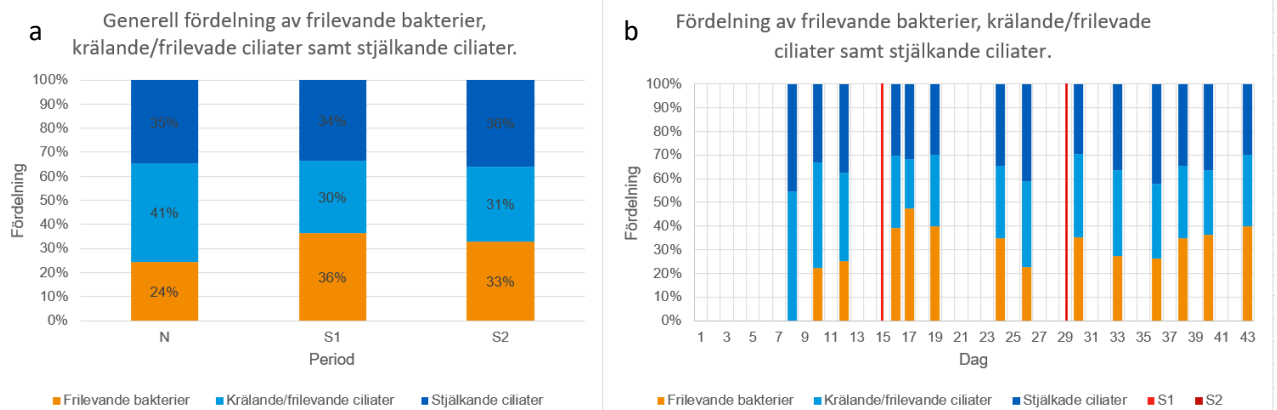 a
Generell fördelning av frilevande bakterier,
krälande/frilevade ciliater samt stjälkande ciliater.
100%
90%
80%
70%
60%
50%
40%
30%
20%
10%
0%
Fördelning
35%
34%
36%
41%
30%
31%
24%
36%
33%
N S1 S2
Period
Frilevande bakterier Krälande/frilevande ciliater Stjälkande ciliater
b
Fördelning av frilevande bakterier, krälande/frilevade
ciliater samt stjälkande ciliater.
100%
90%
80%
70%
60%
50%
40%
30%
20%
10%
0%
Fördelning
1 3 5 7 9 11 13 15 17 19 21 23 25 27 29 31 33 35 37 39 41 43
Dag
Frilevande bakterier Krälande/frilevande ciliater Stjälkade ciliater S1 S2